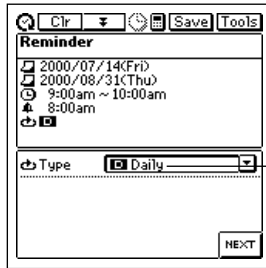 Clr Save Tools
Reminder
2000/07/14(Fri)
2000/08/31(Thu)
9:00am ~ 10:00am
8:00am
D
Type D Daily
NEXT